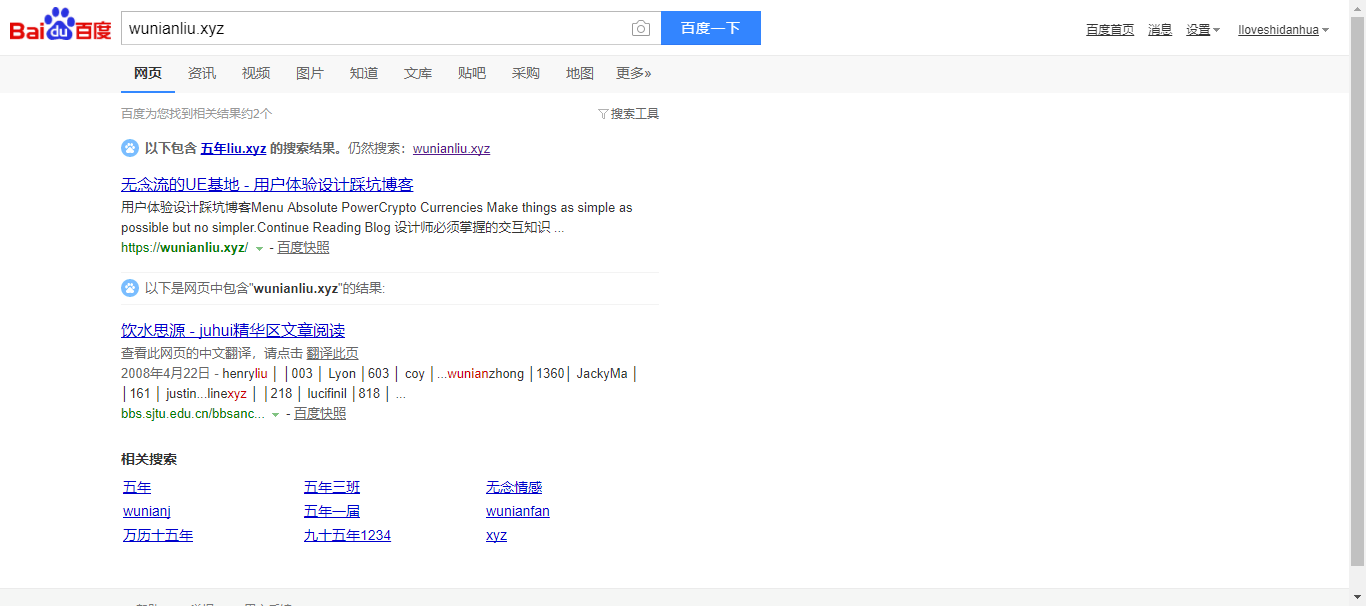 Bai du 百度 wunianliu.xyz 百度一下 百度首页 消息 设置 Iloveshidanhua
网页 资讯 视频 图片 知道 文库 贴吧 采购 地图 更多»
百度为您找到相关结果约2个 搜索工具
以下包含 五年liu.xyz 的搜索结果。仍然搜索：wunianliu.xyz
无念流的UE基地 - 用户体验设计踩坑博客
用户体验设计踩坑博客Menu Absolute PowerCrypto Currencies Make things as simple as
possible but no simpler.Continue Reading Blog 设计师必须掌握的交互知识 ...
https://wunianliu.xyz/ - 百度快照
以下是网页中包含"wunianliu.xyz"的结果:
饮水思源 - juhui精华区文章阅读
查看此网页的中文翻译，请点击 翻译此页
2008年4月22日 - henryliu │ │003 │ Lyon │603 │ coy │...wunianzhong │1360│ JackyMa │
│161 │ justin...linexyz │ │218 │ lucifinil │818 │ ...
bbs.sjtu.edu.cn/bbsanc... - 百度快照
相关搜索
五年 五年三班 无念情感
wunianj 五年一届 wunianfan
万历十五年 九十五年1234 xyz